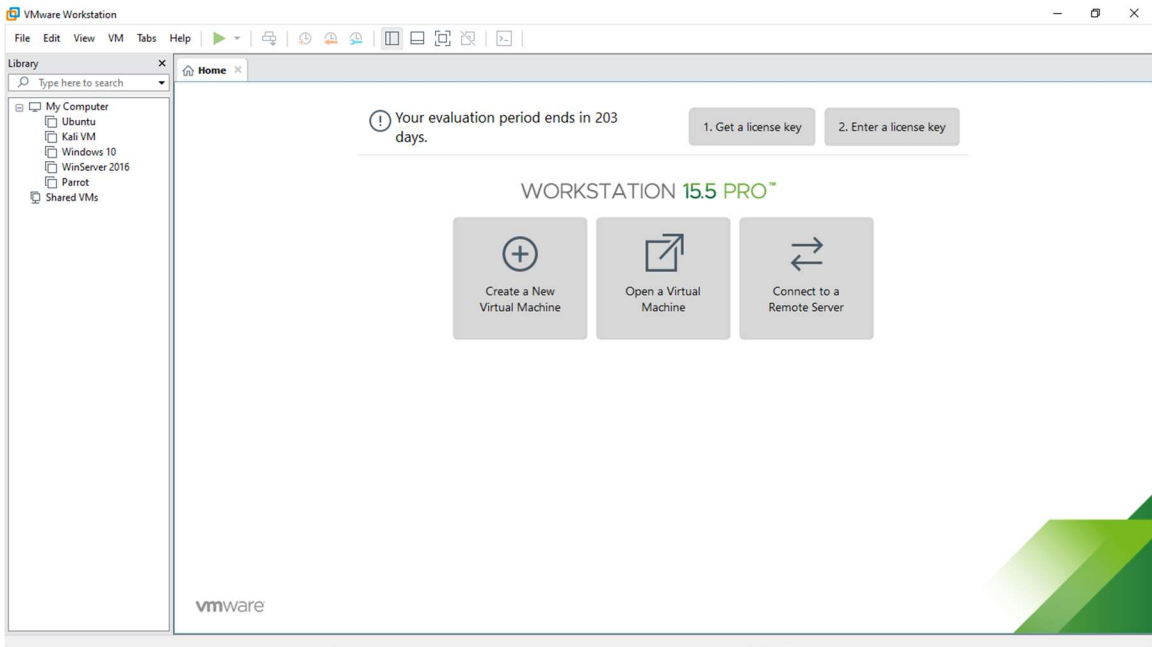 VMware Workstation
File Edit View VM Tabs Help
Library
Type here to search
My Computer
Ubuntu
Kali VM
Windows 10
WinServer 2016
Parrot
Shared VMs
Home
Your evaluation period ends in 203
days.
1. Get a license key
2. Enter a license key
WORKSTATION 15.5 PRO™
Create a New
Virtual Machine
Open a Virtual
Machine
Connect to a
Remote Server
vmware